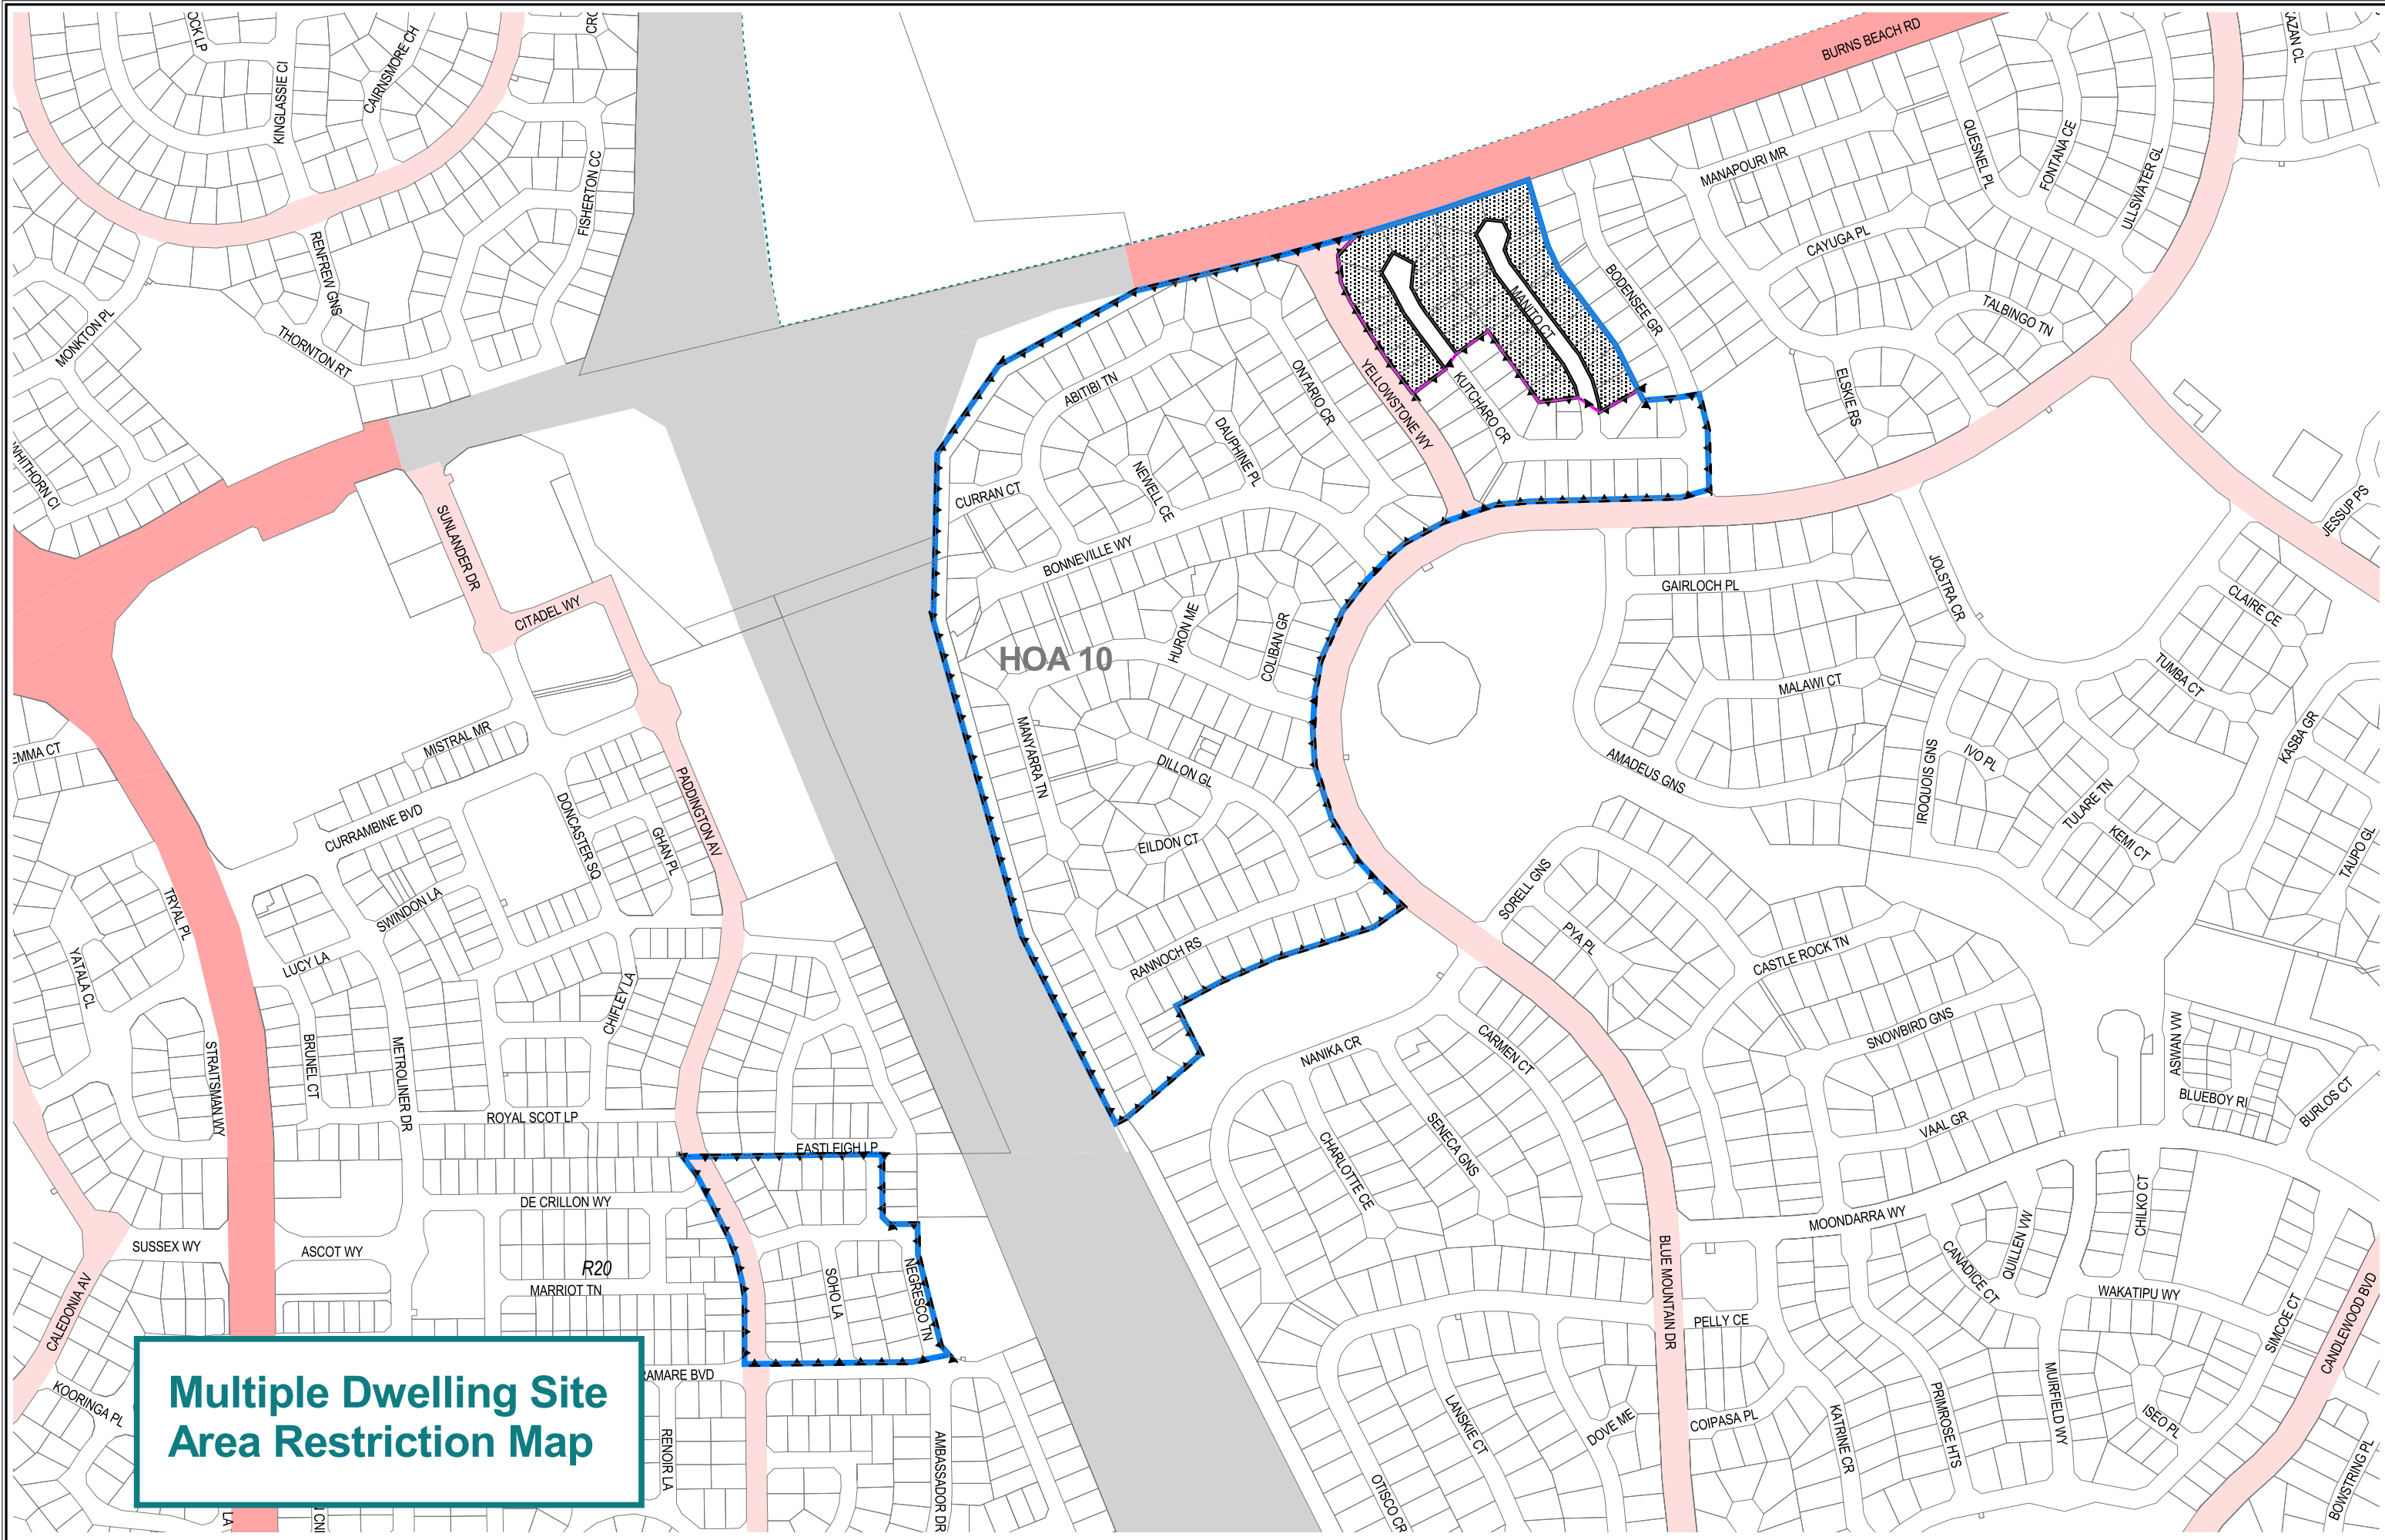 BURNS BEACH RD
KINGLASSIE CI
CAIRNSMORE CH
FISHERTON CC
RENFREW GNS
MONKTON PL
THORNTON RT
WHITHORN CI
SUNLANDER DR
CITADEL WY
QUESNEL PL
FONTANA CE
ULLSWATER GL
MANAPOURI MR
CAYUGA PL
TALBINGO TN
BODENSEE GR
MANITO CT
KUTCHARO CR
YELLOWSTONE WY
ONTARIO CR
ABITIBI TN
DAUPHINE PL
NEWELL CE
CURRAN CT
BONNEVILLE WY
ELSKIE RS
JESSUP PS
JOLSTRA CR
GAIRLOCH PL
CLAIRE CE
TUMBA CT
HOA 10
HURON ME
COLIBAN GR
MALAWI CT
AMADEUS GNS
IROQUOIS GNS
IVO PL
TULARE TN
KEMI CT
KASBA GR
TAUPO GL
EMMA CT
MISTRAL MR
MANYARRA TN
DILLON GL
PADDINGTON AV
CURRAMBINE BVD
DONCASTER SQ
GHAN PL
EILDON CT
SORELL GNS
PYA PL
TRYAL PL
SWINDON LA
LUCY LA
RANNOCH RS
CASTLE ROCK TN
YATALA CL
CHIFLEY LA
SNOWBIRD GNS
ASWAN VW
STRAITSMAN WY
BRUNEL CT
METROLINER DR
NANIKA CR
CARMEN CT
BLUEBOY RI
BURLOS CT
ROYAL SCOT LP
VAAL GR
SENECA GNS
CHARLOTTE CE
EASTLEIGH LP
DE CRILLON WY
MOONDARRA WY
CHILKO CT
SUSSEX WY
ASCOT WY
R20
MARRIOT TN
SOHO LA
NEGRESCO TN
CANADICE CT
QUILLEN VW
WAKATIPU WY
BLUE MOUNTAIN DR
SIMCOE CT
CANDLEWOOD BVD
PELLY CE
CALEDONIA AV
KOORINGA PL
Multiple Dwelling Site
Area Restriction Map
RENOIR LA
AMBASSADOR DR
LANSKIE CT
DOVE ME
COIPASA PL
KATRINE CR
PRIMROSE HTS
MUIRFIELD WY
ISEO PL
BOWSTRING PL
OTISCO CR